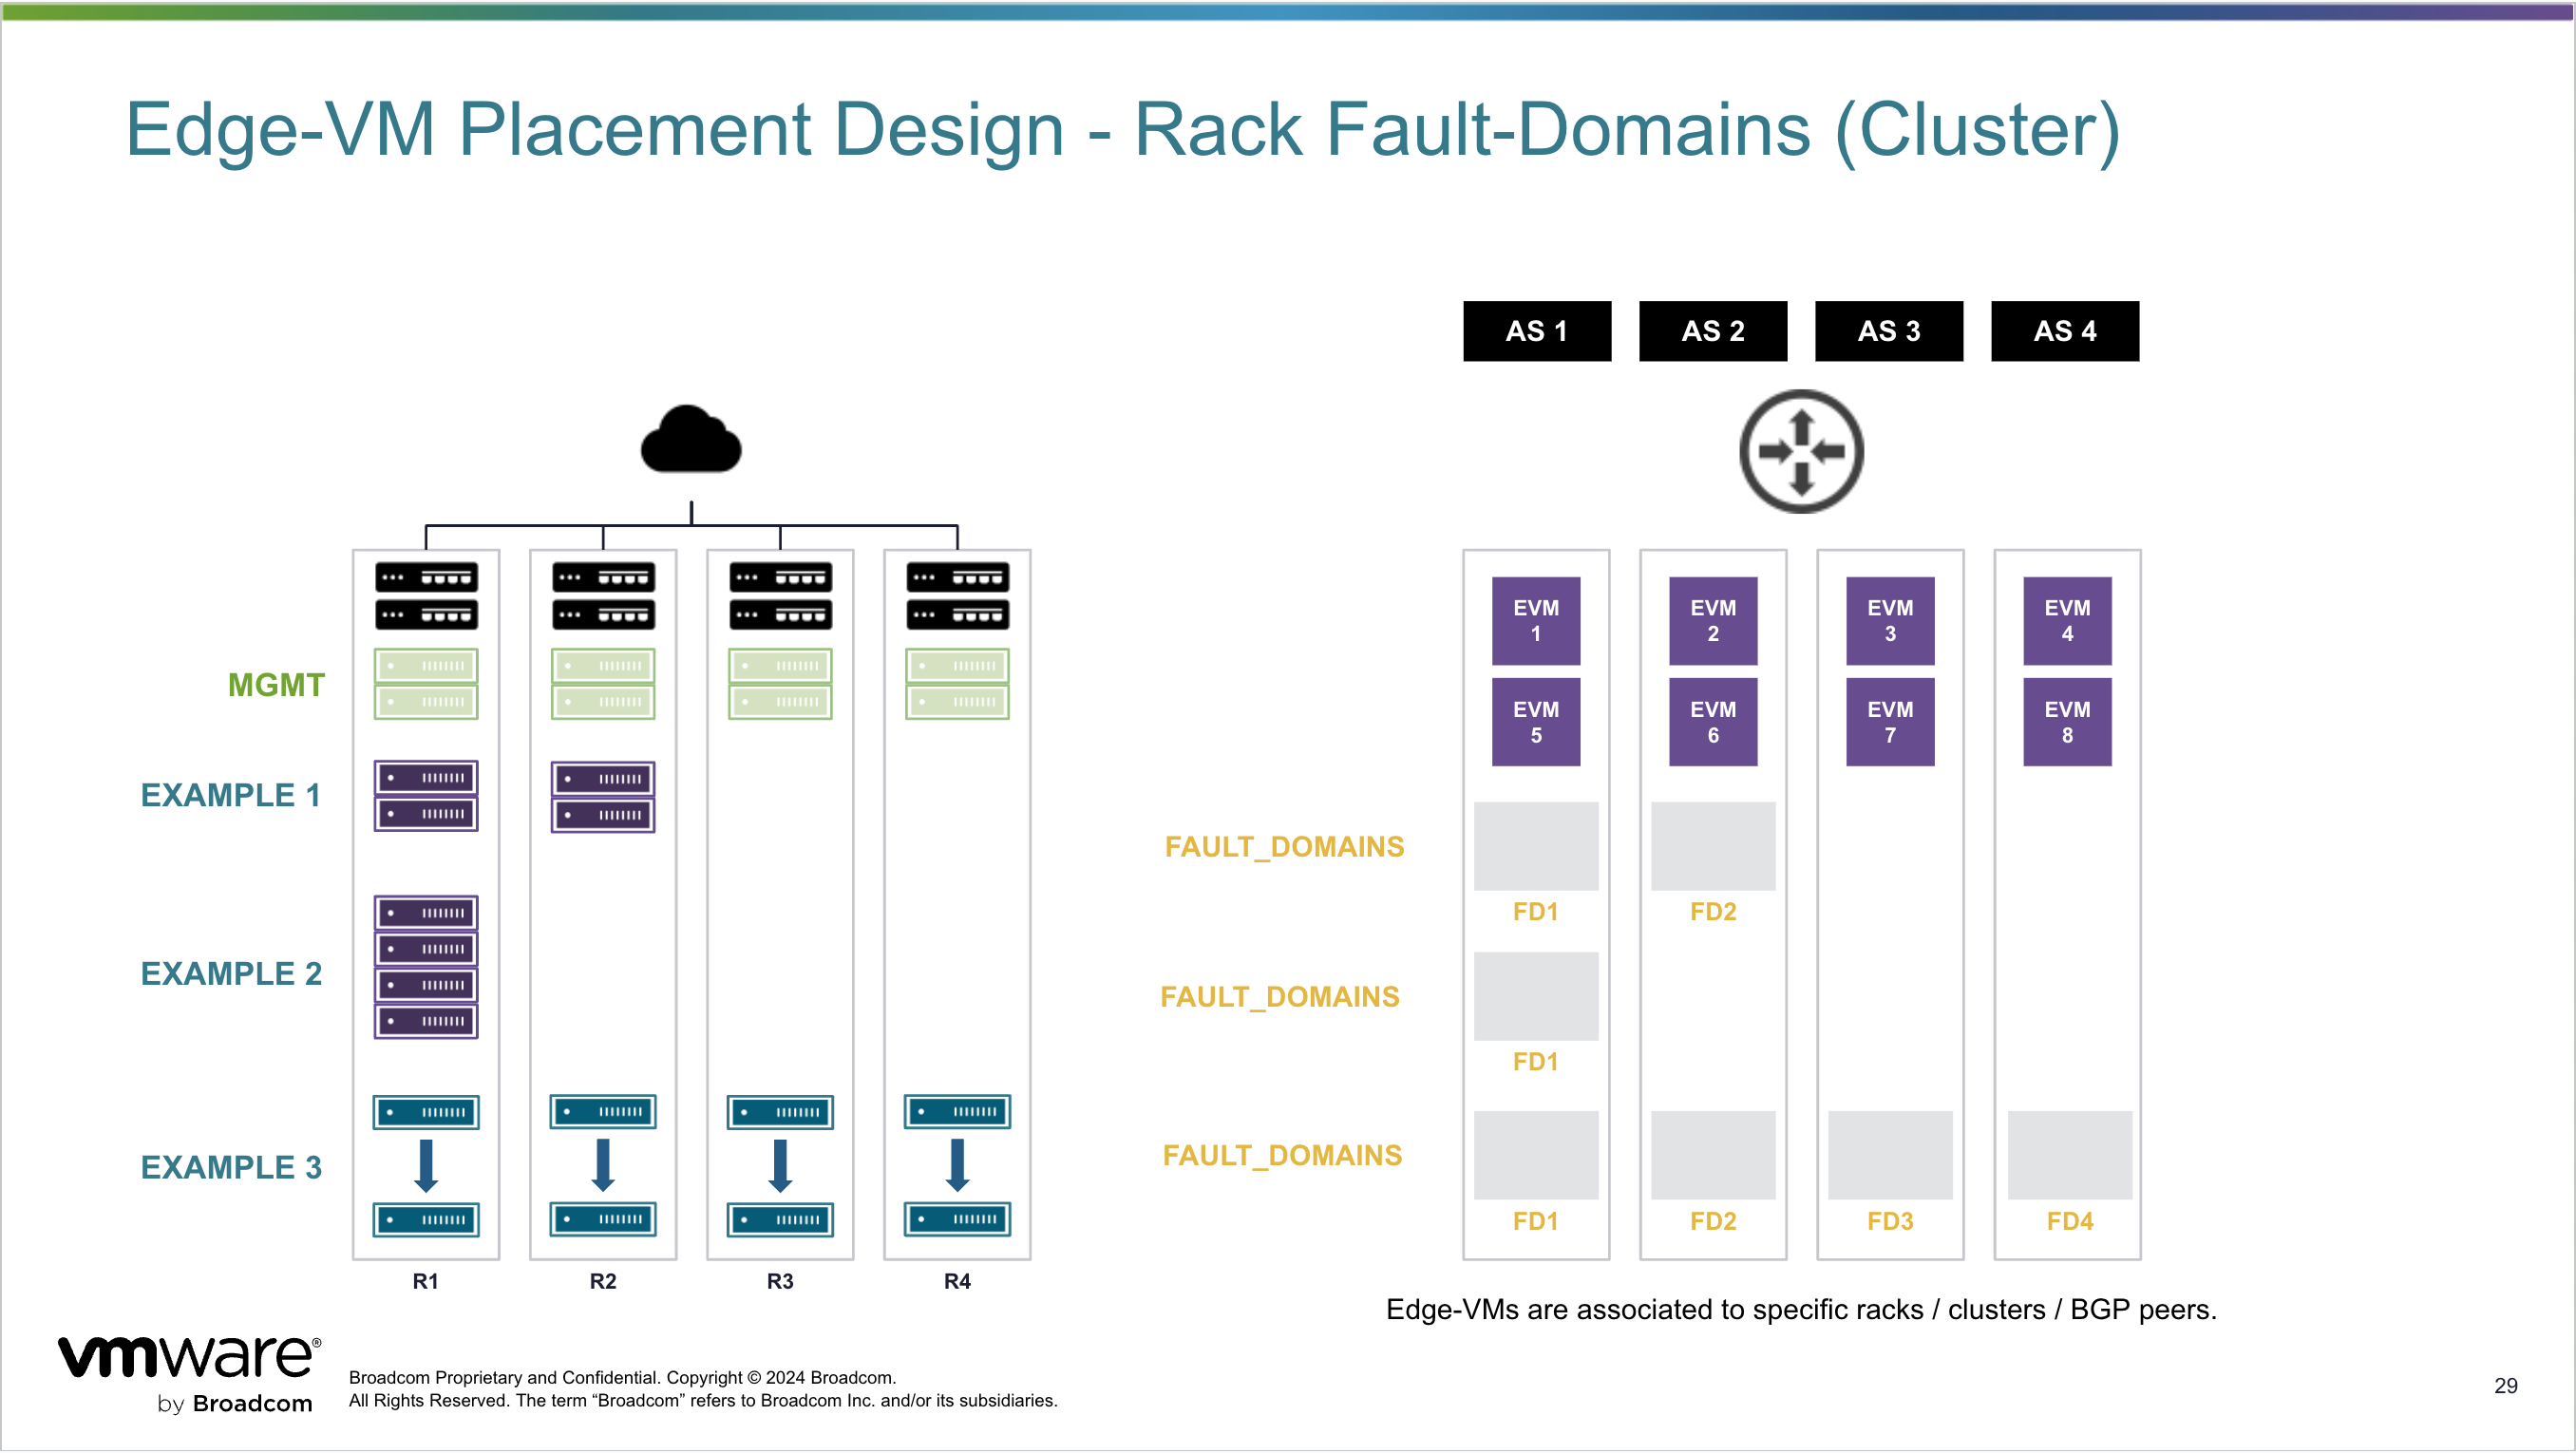 Edge-VM Placement Design - Rack Fault-Domains (Cluster)
MGMT
EXAMPLE 1
EXAMPLE 2
EXAMPLE 3
R1
R2
R3
R4
AS 1
AS 2
AS 3
AS 4
EVM
1
EVM
2
EVM
3
EVM
4
EVM
5
EVM
6
EVM
7
EVM
8
FAULT_DOMAINS
FD1
FD2
FAULT_DOMAINS
FD1
FAULT_DOMAINS
FD1
FD2
FD3
FD4
Edge-VMs are associated to specific racks / clusters / BGP peers.
vmware®
by Broadcom
Broadcom Proprietary and Confidential. Copyright © 2024 Broadcom.
All Rights Reserved. The term “Broadcom” refers to Broadcom Inc. and/or its subsidiaries.
29